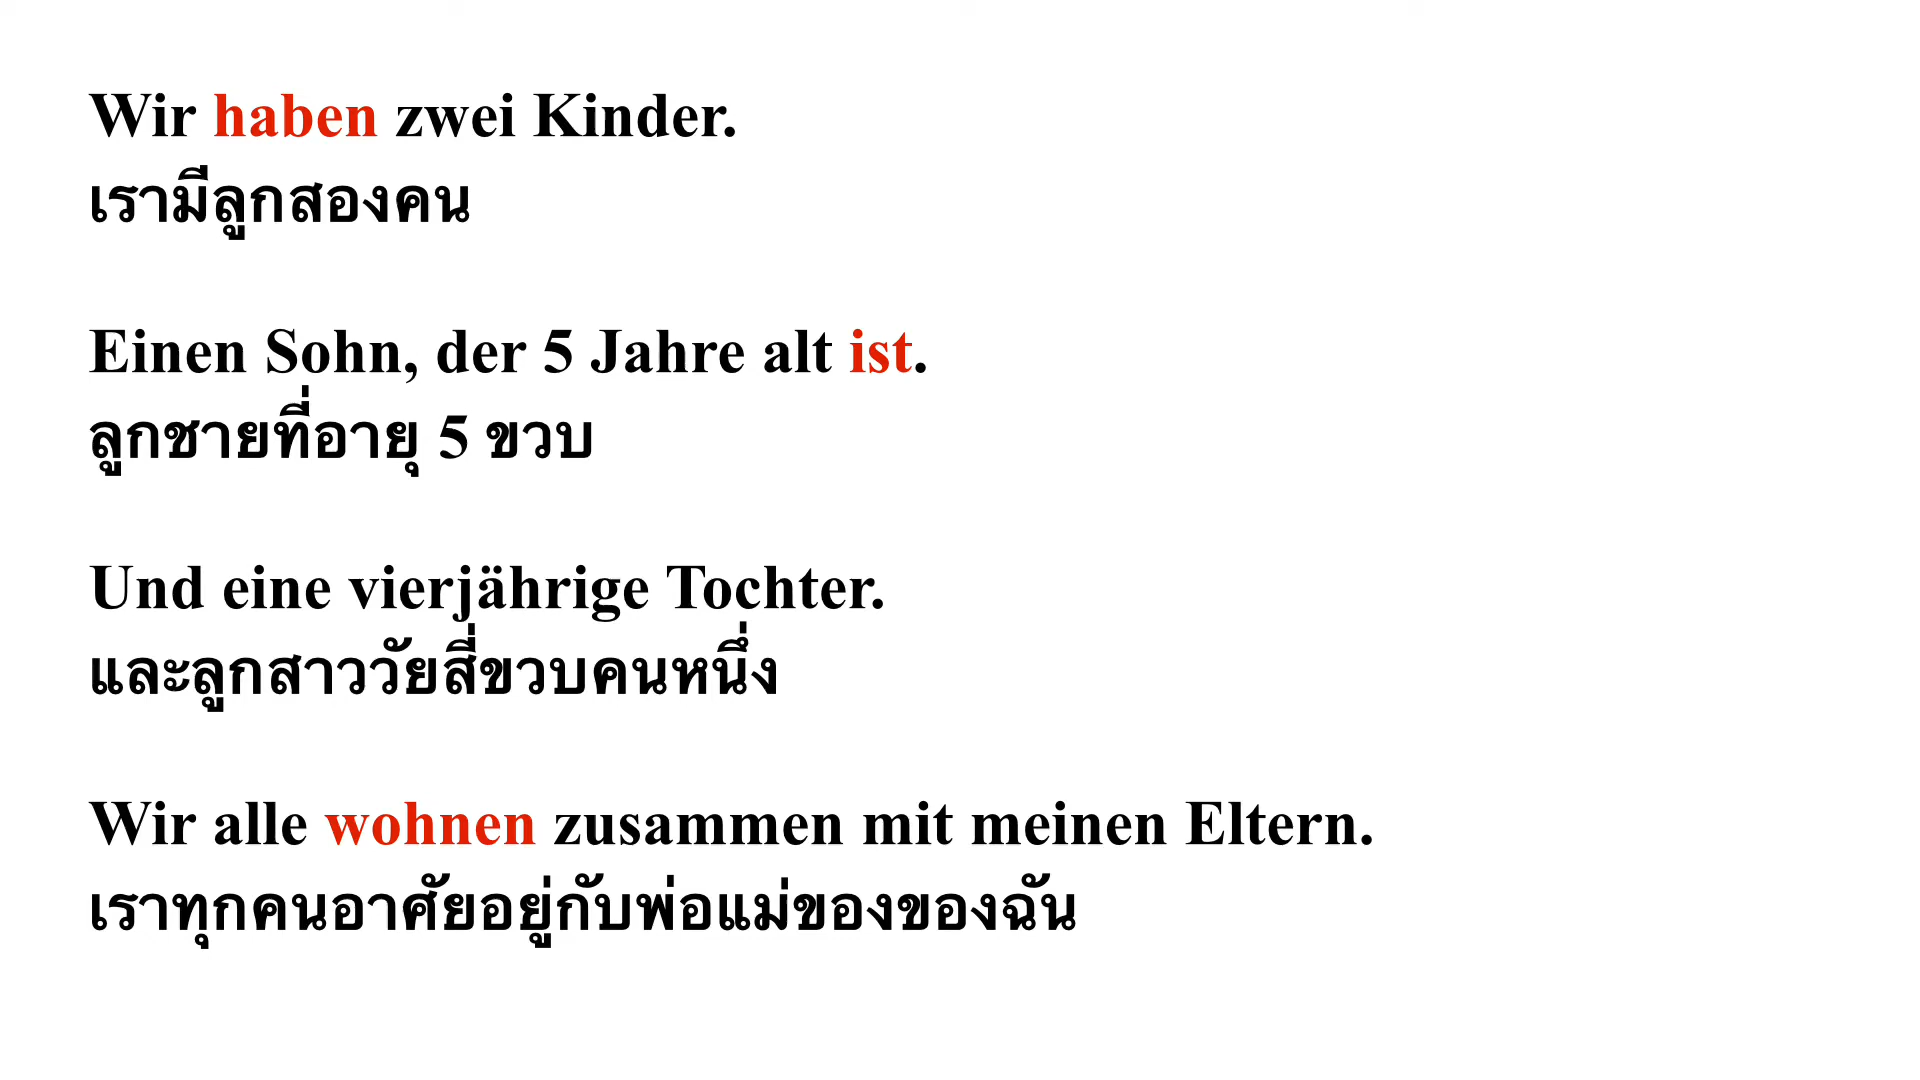 Wir haben zwei Kinder.
เรามีลูกสองคน
Einen Sohn, der 5 Jahre alt ist.
ลูกชายที่อายุ 5 ขวบ
Und eine vierjährige Tochter.
และลูกสาววัยสี่ขวบคนหนึ่ง
Wir alle wohnen zusammen mit meinen Eltern.
เราทุกคนอาศัยอยู่กับพ่อแม่ของของฉัน